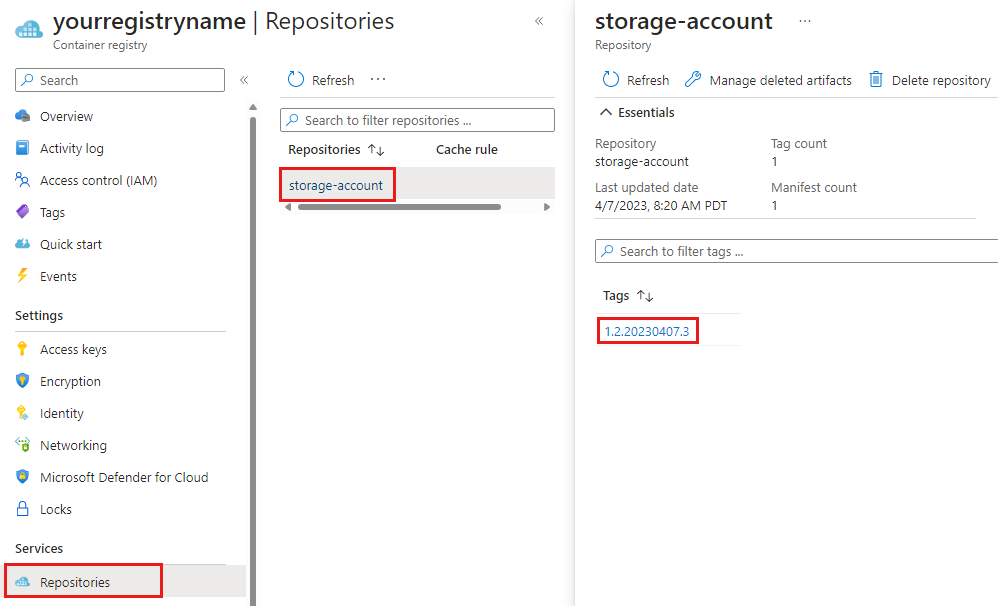 yourregistryname | Repositories
Container registry
Search
Overview
Activity log
Access control (IAM)
Tags
Quick start
Events
Settings
Access keys
Encryption
Identity
Networking
Microsoft Defender for Cloud
Locks
Services
Repositories
Refresh
Search to filter repositories ...
Repositories Cache rule
storage-account
storage-account
Repository
Refresh Manage deleted artifacts Delete repository
Essentials
Repository Tag count
storage-account 1
Last updated date Manifest count
4/7/2023, 8:20 AM PDT 1
Search to filter tags ...
Tags
1.2.20230407.3